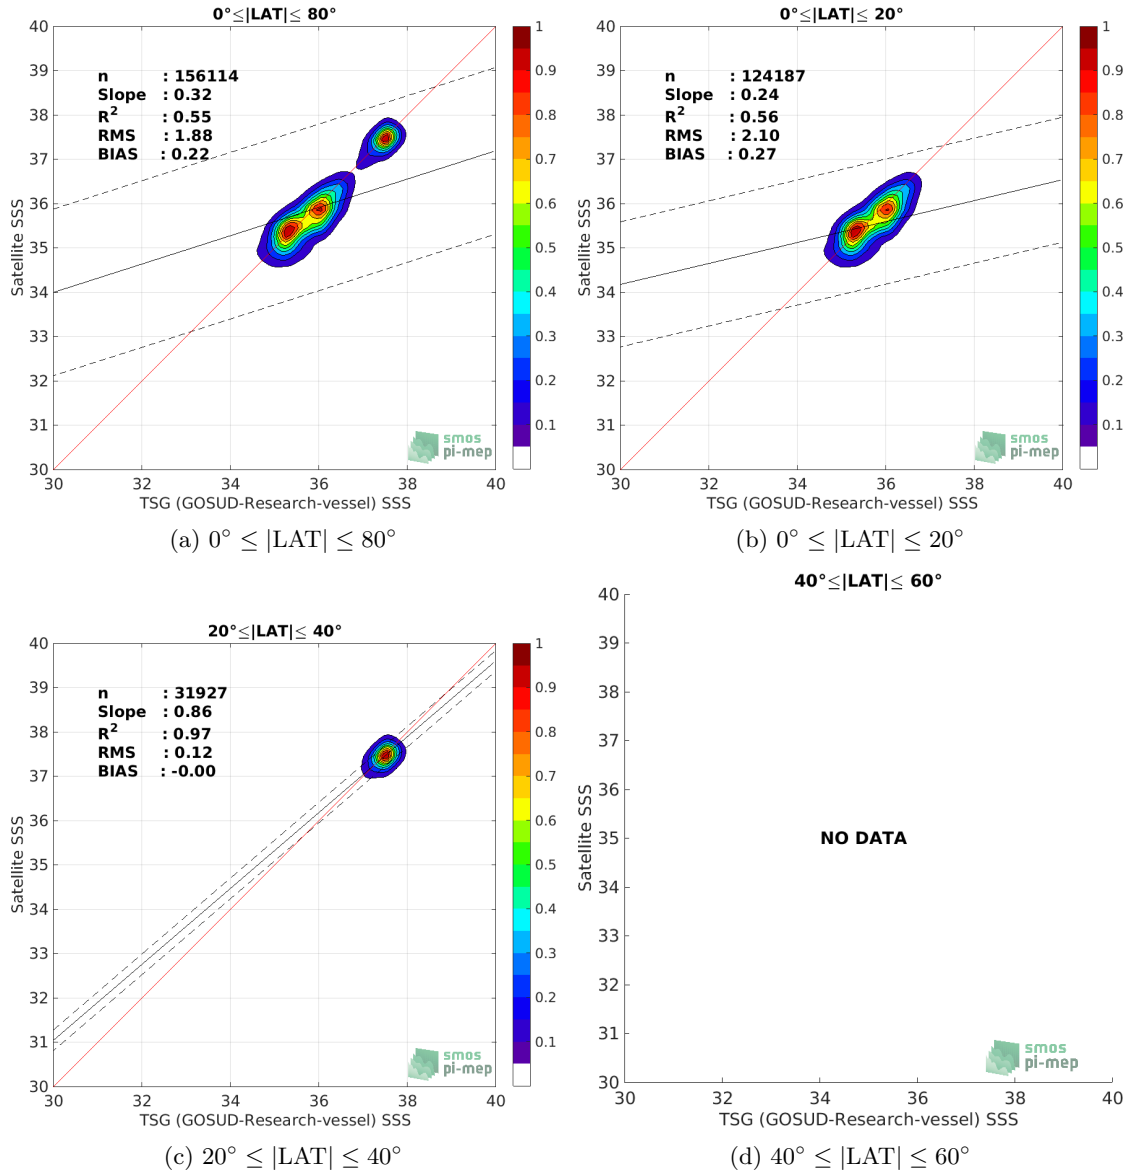 0°≤|LAT|≤ 80°
40
39
38
37
36
35
34
33
32
31
30
Satellite SSS
n : 156114
Slope : 0.32
R² : 0.55
RMS : 1.88
BIAS : 0.22
smos
pi-mep
30 32 34 36 38 40
TSG (GOSUD-Research-vessel) SSS
1
0.9
0.8
0.7
0.6
0.5
0.4
0.3
0.2
0.1
(a) 0° ≤ |LAT| ≤ 80°
0°≤|LAT|≤ 20°
40
39
38
37
36
35
34
33
32
31
30
Satellite SSS
n : 124187
Slope : 0.24
R² : 0.56
RMS : 2.10
BIAS : 0.27
smos
pi-mep
30 32 34 36 38 40
TSG (GOSUD-Research-vessel) SSS
1
0.9
0.8
0.7
0.6
0.5
0.4
0.3
0.2
0.1
(b) 0° ≤ |LAT| ≤ 20°
20°≤|LAT|≤ 40°
40
39
38
37
36
35
34
33
32
31
30
Satellite SSS
n : 31927
Slope : 0.86
R² : 0.97
RMS : 0.12
BIAS : -0.00
smos
pi-mep
30 32 34 36 38 40
TSG (GOSUD-Research-vessel) SSS
1
0.9
0.8
0.7
0.6
0.5
0.4
0.3
0.2
0.1
(c) 20° ≤ |LAT| ≤ 40°
40°≤|LAT|≤ 60°
40
39
38
37
36
35
34
33
32
31
30
Satellite SSS
NO DATA
smos
pi-mep
30 32 34 36 38 40
TSG (GOSUD-Research-vessel) SSS
(d) 40° ≤ |LAT| ≤ 60°